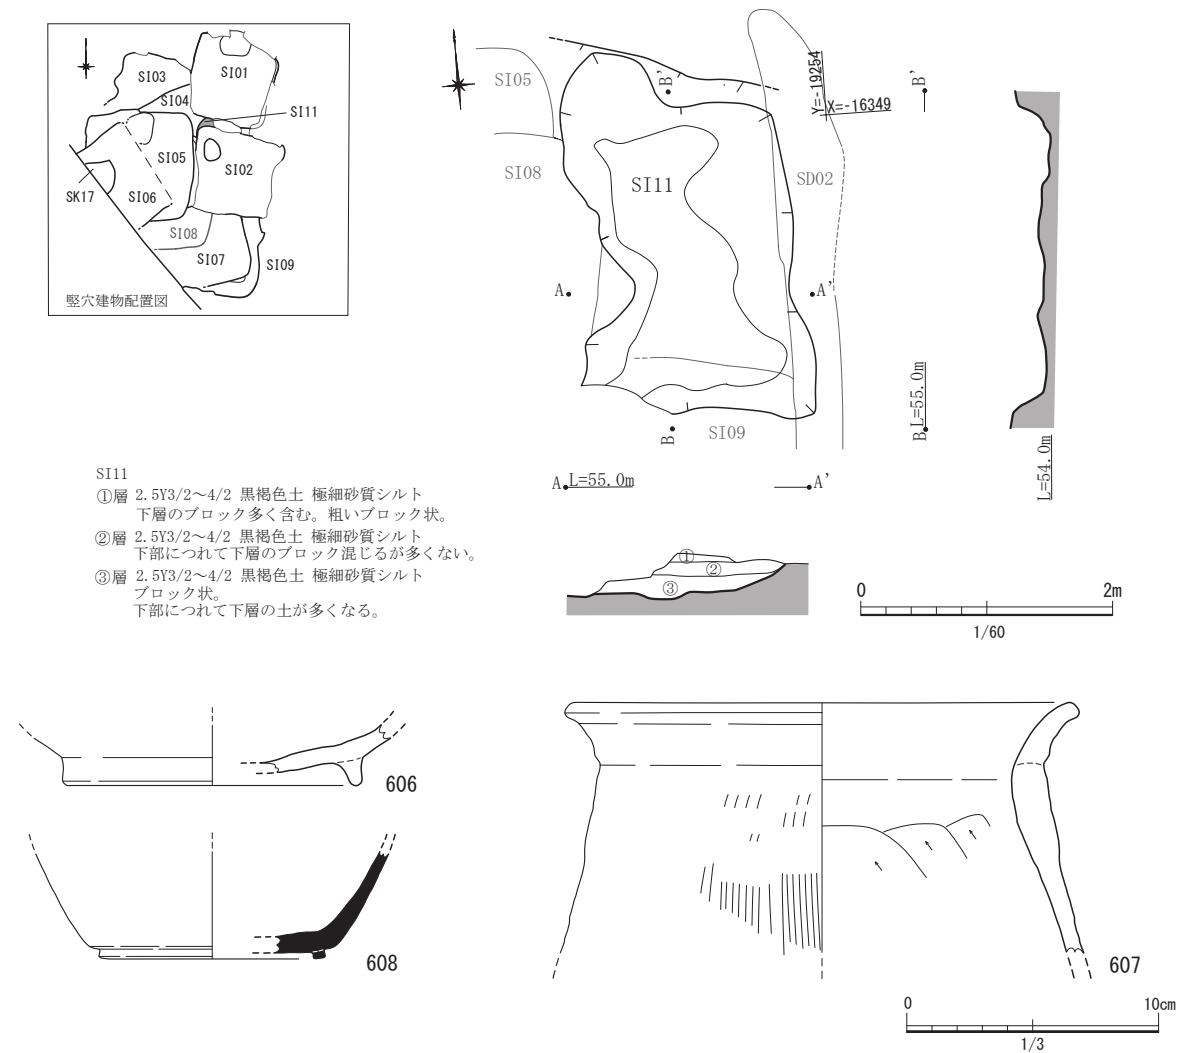 SI03
SI01
SI04
SI11
SI05
SI02
SK17
SI06
SI08
SI07
SI09
竪穴建物配置図
SI05
SI08
SI11
SD02
SI09
Y=-19254
X=-16349
B'
A
A'
B
B'
B
L=55.0m
L=54.0m
A
L=55.0m
A'
①
②
③
SI11
①層 2.5Y3/2～4/2 黒褐色土 極細砂質シルト
下層のブロック多く含む。粗いブロック状。
②層 2.5Y3/2～4/2 黒褐色土 極細砂質シルト
下部につれて下層のブロック混じるが多くない。
③層 2.5Y3/2～4/2 黒褐色土 極細砂質シルト
ブロック状。
下部につれて下層の土が多くなる。
0 2m
1/60
606
608
607
0 10cm
1/3